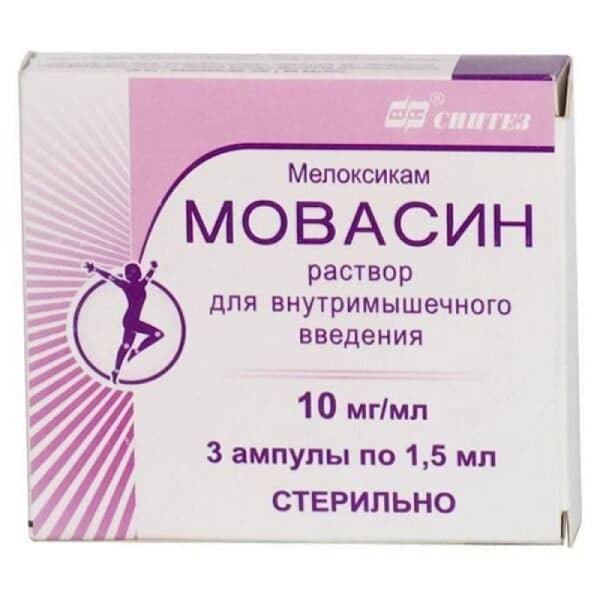 ® СИНТЕЗ
Мелоксикам
МОВАСИН
раствор
для внутримышечного
введения
10 мг/мл
3 ампулы по 1,5 мл
СТЕРИЛЬНО